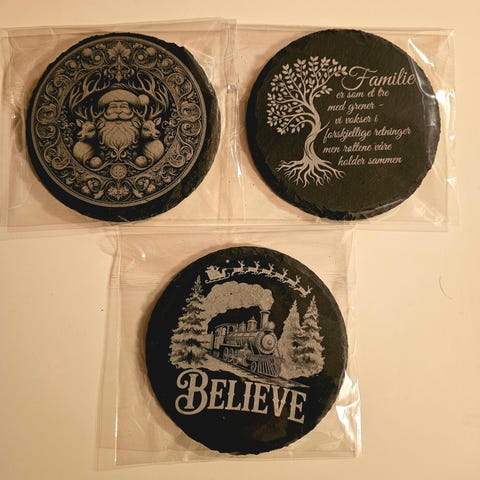 Familie
er som et tre
med grener -
vi vokser i
forskjellige retninger
men røttene våre
holder sammen
BELIEVE